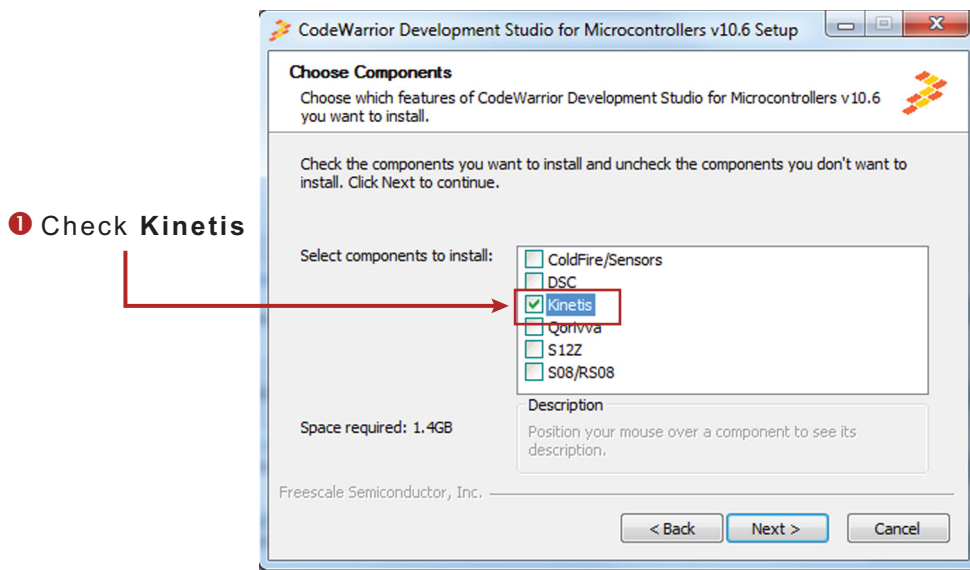 CodeWarrior Development Studio for Microcontrollers v10.6 Setup
Choose Components
Choose which features of CodeWarrior Development Studio for Microcontrollers v10.6
you want to install.
Check the components you want to install and uncheck the components you don't want to
install. Click Next to continue.
❶ Check Kinetis
Select components to install:
ColdFire/Sensors
DSC
Kinetis
Qorivva
S12Z
S08/RS08
Space required: 1.4GB
Description
Position your mouse over a component to see its
description.
Freescale Semiconductor, Inc.
< Back
Next >
Cancel